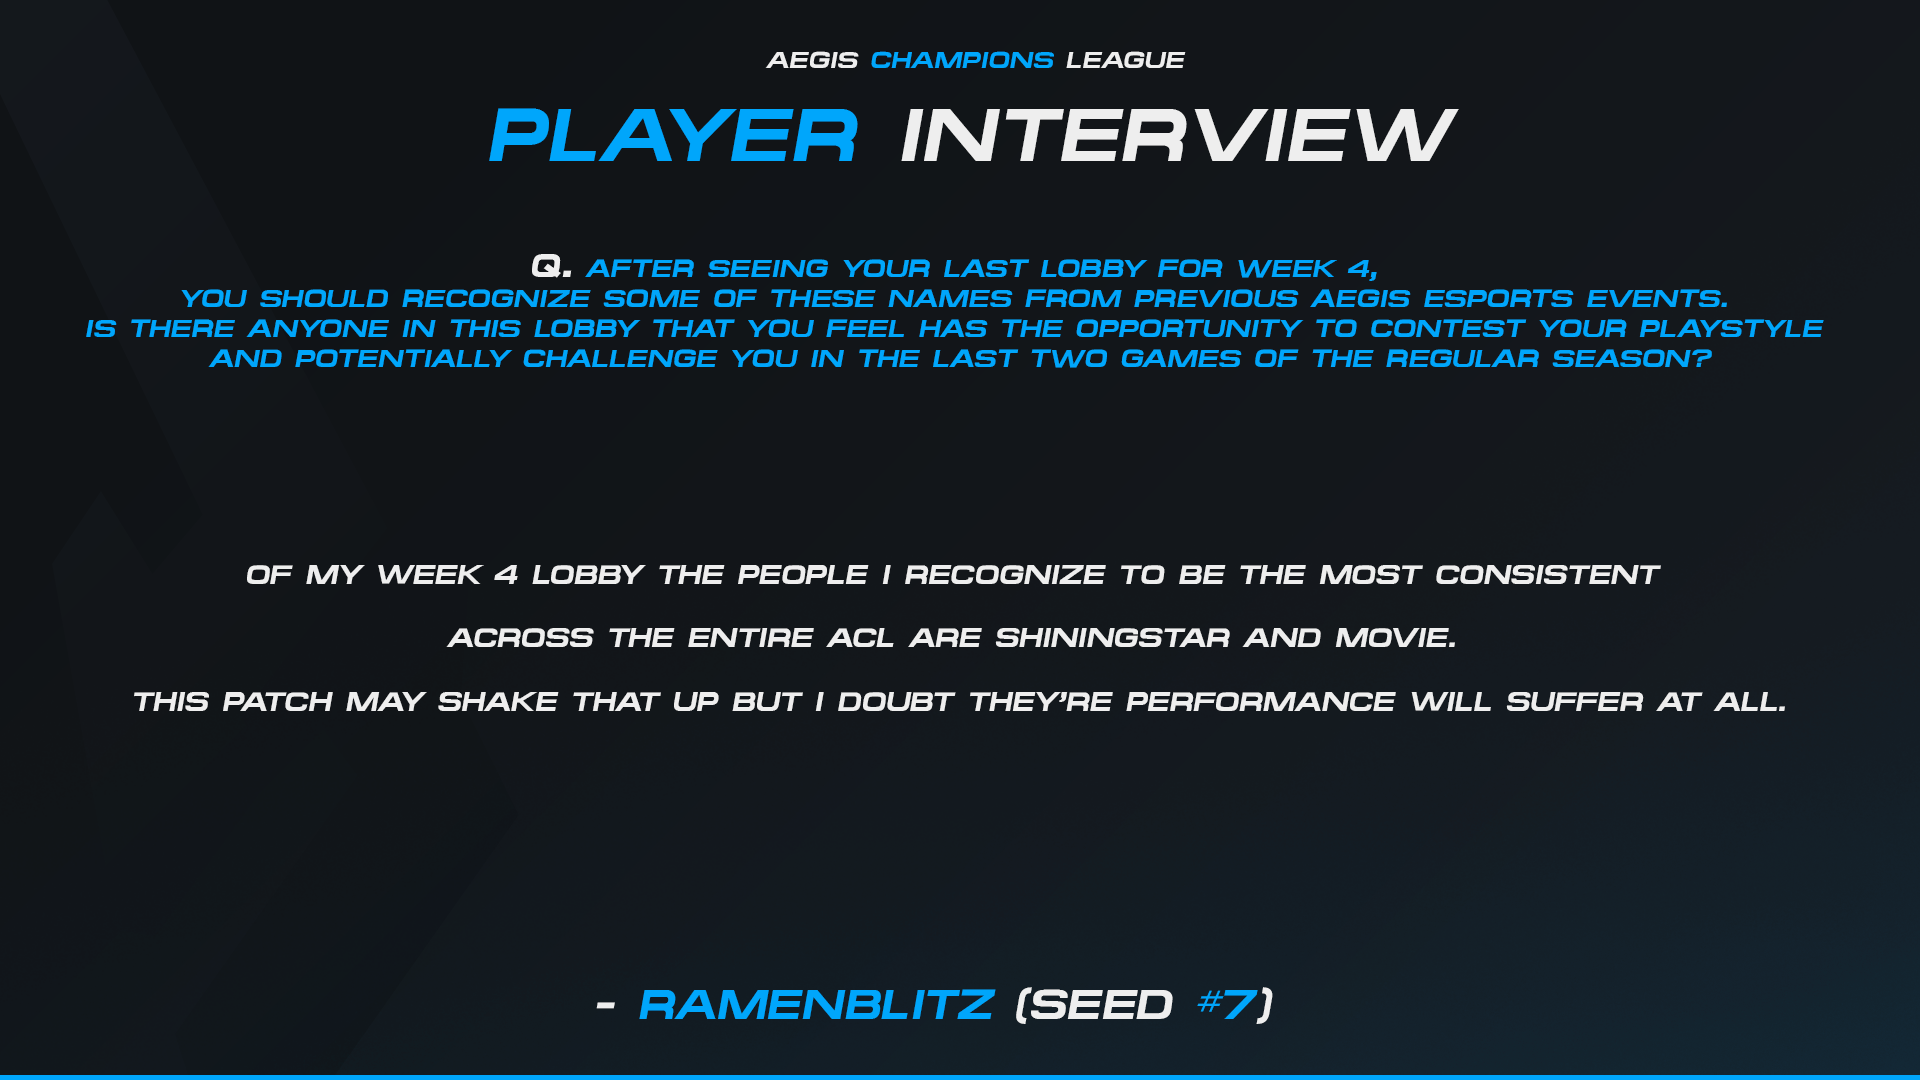 AEGIS CHAMPIONS LEAGUE
PLAYER INTERVIEW
Q. AFTER SEEING YOUR LAST LOBBY FOR WEEK 4,
YOU SHOULD RECOGNIZE SOME OF THESE NAMES FROM PREVIOUS AEGIS ESPORTS EVENTS.
IS THERE ANYONE IN THIS LOBBY THAT YOU FEEL HAS THE OPPORTUNITY TO CONTEST YOUR PLAYSTYLE
AND POTENTIALLY CHALLENGE YOU IN THE LAST TWO GAMES OF THE REGULAR SEASON?
OF MY WEEK 4 LOBBY THE PEOPLE I RECOGNIZE TO BE THE MOST CONSISTENT
ACROSS THE ENTIRE ACL ARE SHININGSTAR AND MOVIE.
THIS PATCH MAY SHAKE THAT UP BUT I DOUBT THEY’RE PERFORMANCE WILL SUFFER AT ALL.
- RAMENBLITZ (SEED #7)